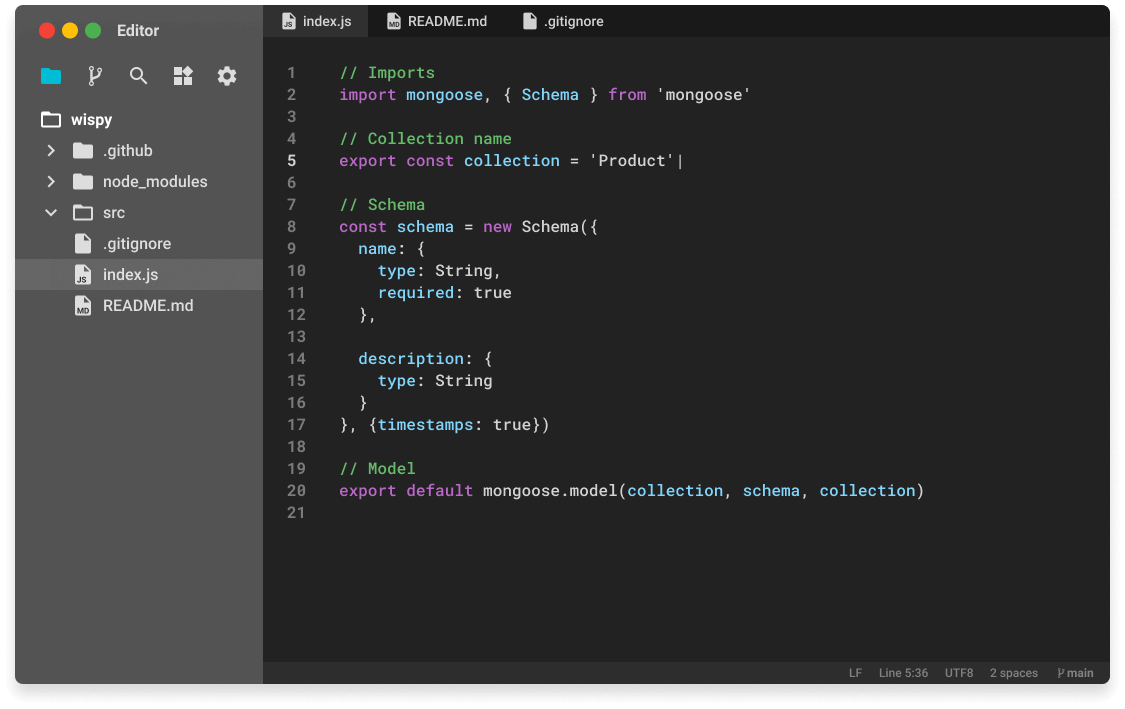 Editor
wispy
.github
node_modules
src
.gitignore
index.js
README.md
index.js README.md .gitignore
1 // Imports
2 import mongoose, { Schema } from 'mongoose'
3
4 // Collection name
5 export const collection = 'Product'|
6
7 // Schema
8 const schema = new Schema({
9   name: {
10     type: String,
11     required: true
12   },
13
14   description: {
15     type: String
16   }
17 }, {timestamps: true})
18
19 // Model
20 export default mongoose.model(collection, schema, collection)
21
LF Line 5:36 UTF8 2 spaces main